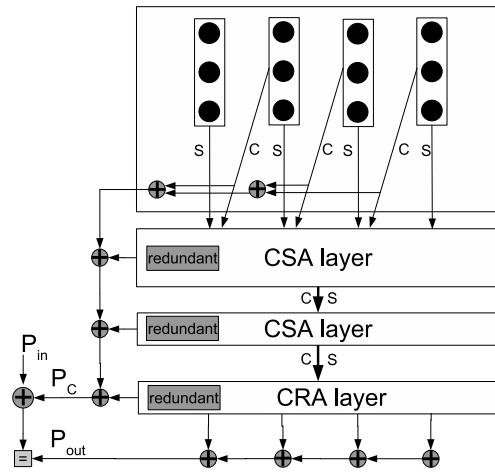 S C S C S C S
redundant CSA layer
C S
redundant CSA layer
C S
P_in
P_C redundant CRA layer
P_out
=